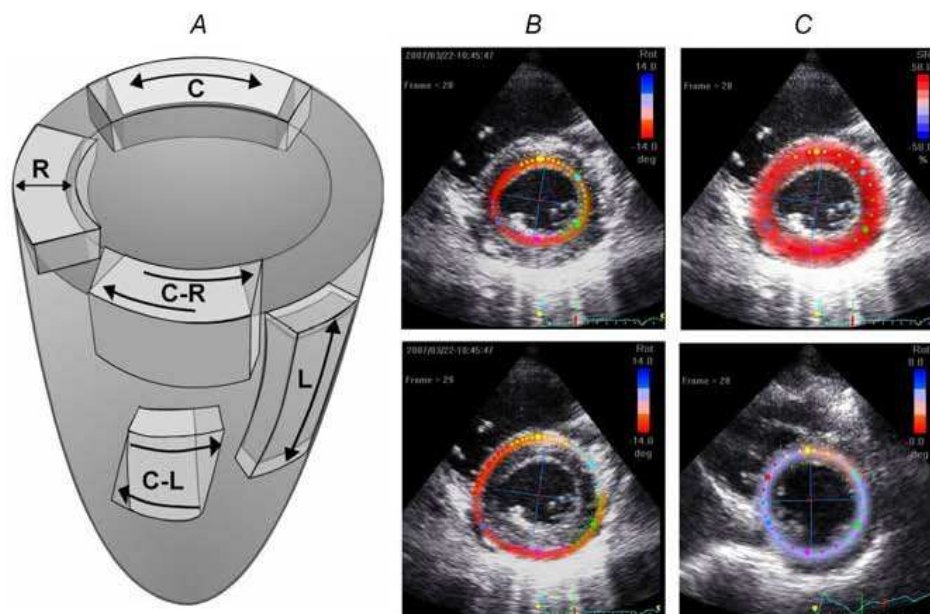 A
B
C
C
R
C-R
L
C-L
2007/03/22-10:45:47
Frame = 28
Rot
14.0
-14.0
deg
Frame = 28
SR
50.0
-50.0
%
2007/03/22-10:45:47
Frame = 29
Rot
14.0
-14.0
deg
Frame = 28
Rot
8.0
-8.0
deg